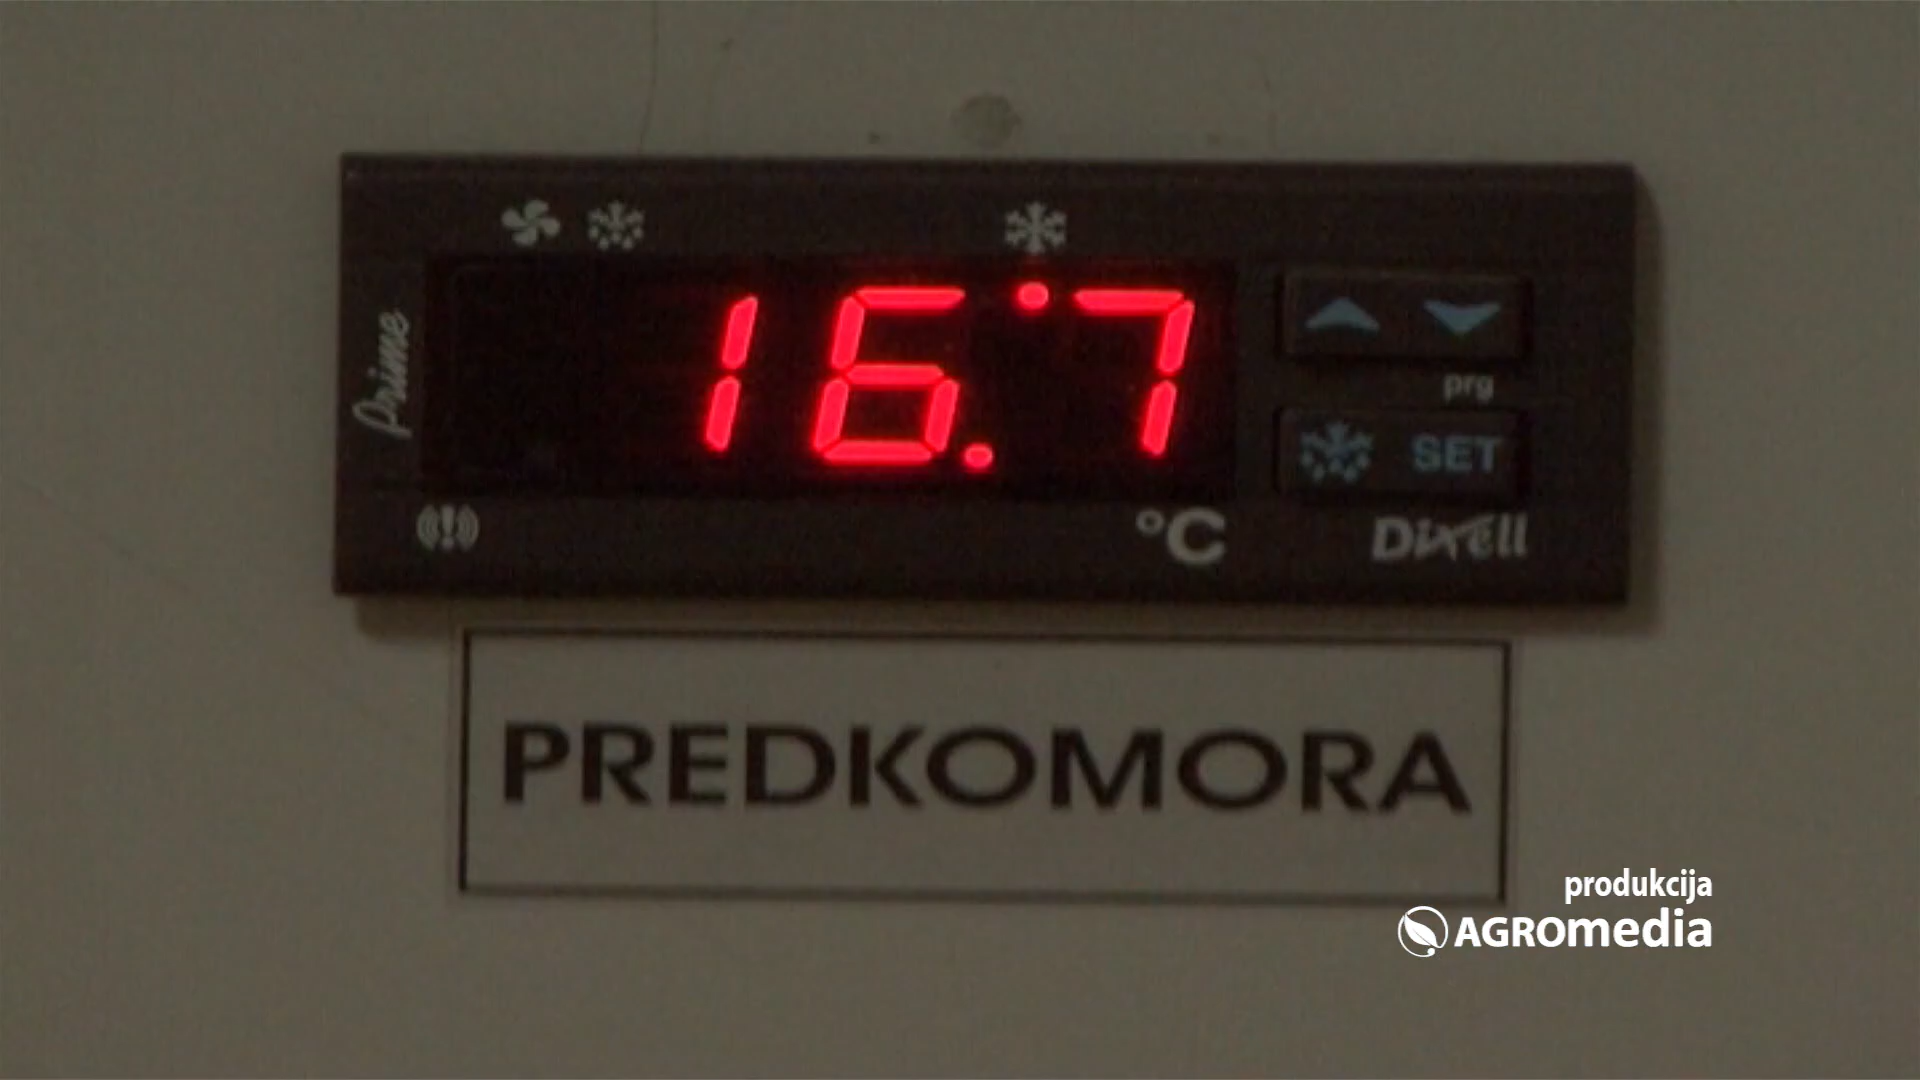 Prime
16.7
°C
prg
SET
Dixell
PREDKOMORA
produkcija
AGROmedia